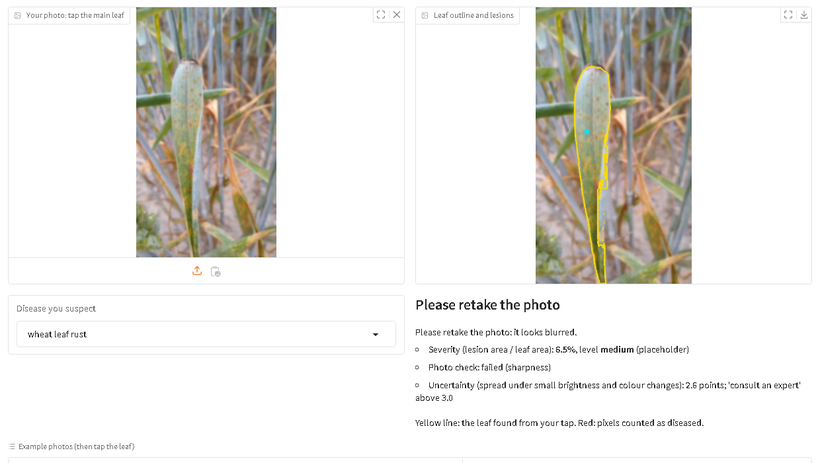 Your photo: tap the main leaf
Leaf outline and lesions
Disease you suspect
wheat leaf rust
Please retake the photo
Please retake the photo: it looks blurred.
Severity (lesion area / leaf area): 6.5%, level medium (placeholder)
Photo check: failed (sharpness)
Uncertainty (spread under small brightness and colour changes): 2.6 points; 'consult an expert'
above 3.0
Yellow line: the leaf found from your tap. Red: pixels counted as diseased.
Example photos (then tap the leaf)